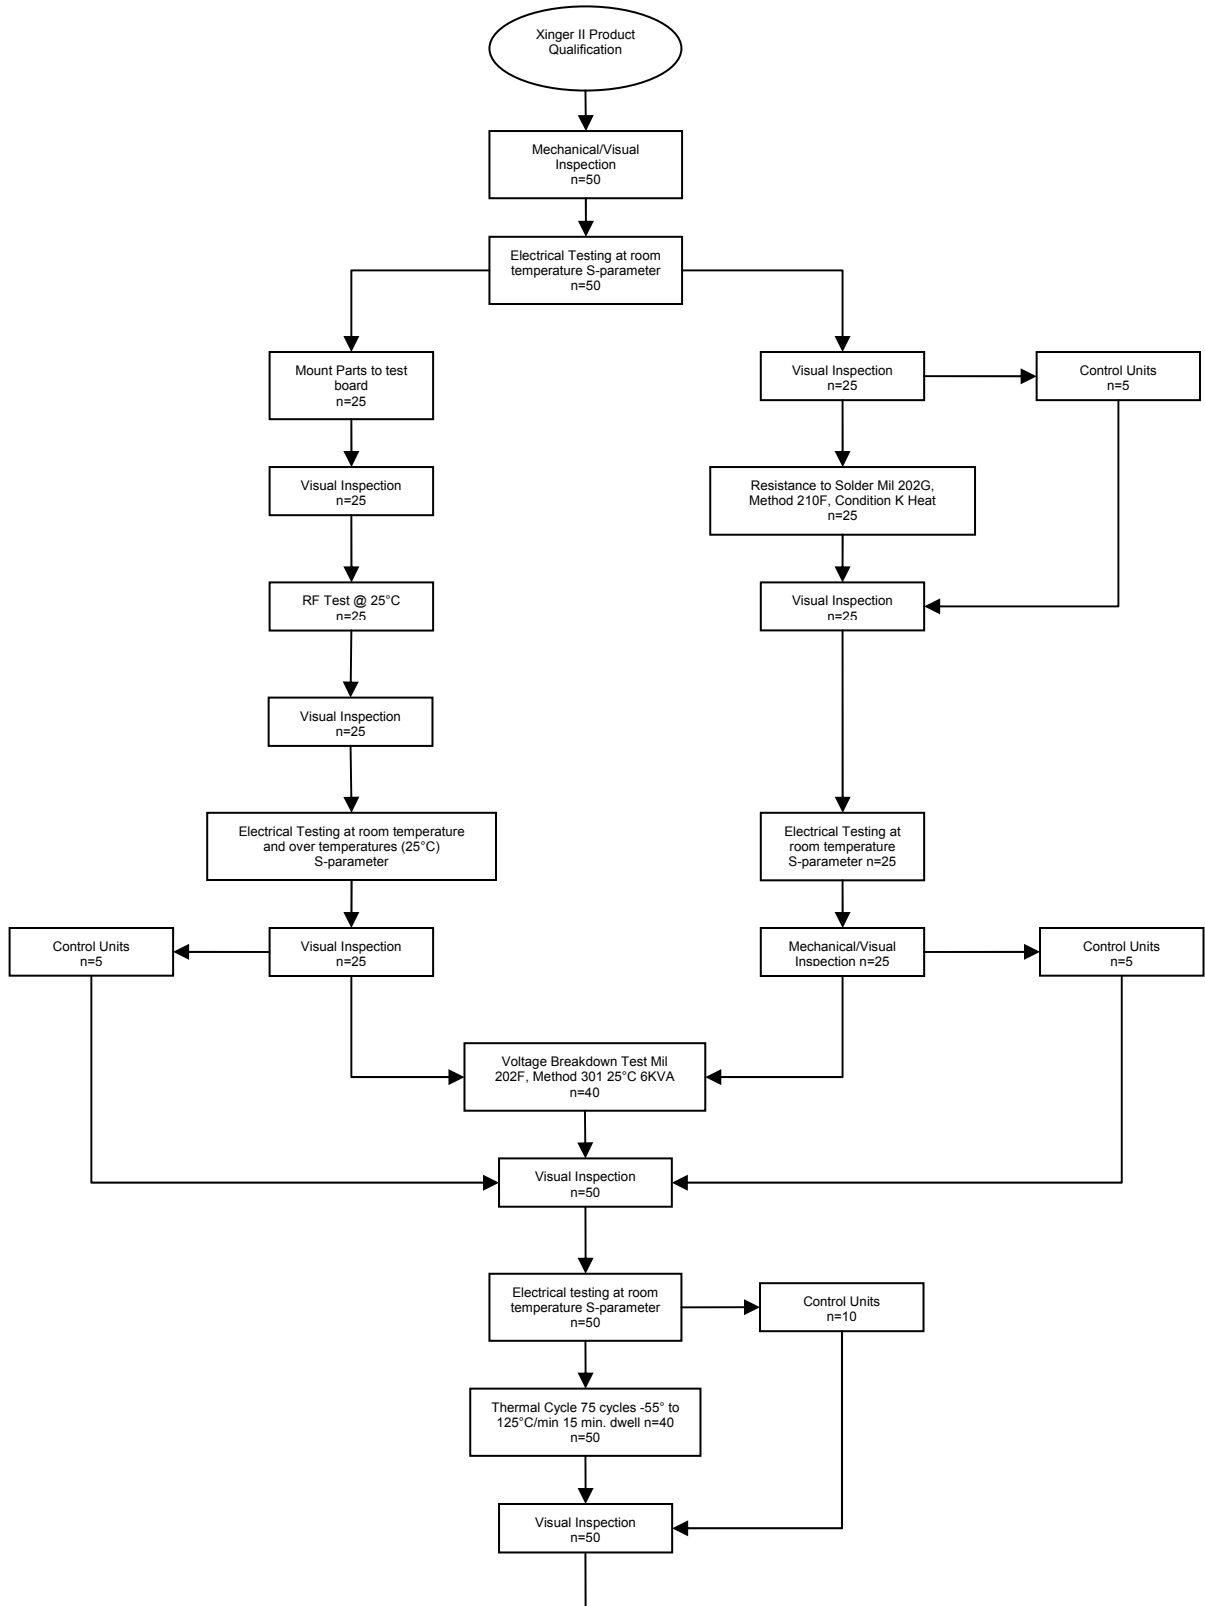 Xinger II Product
Qualification
Mechanical/Visual
Inspection
n=50
Electrical Testing at room
temperature S-parameter
n=50
Mount Parts to test
board
n=25
Visual Inspection
n=25
Control Units
n=5
Visual Inspection
n=25
Resistance to Solder Mil 202G,
Method 210F, Condition K Heat
n=25
RF Test @ 25°C
n=25
Visual Inspection
n=25
Visual Inspection
n=25
Electrical Testing at room temperature
and over temperatures (25°C)
S-parameter
Electrical Testing at
room temperature
S-parameter n=25
Control Units
n=5
Visual Inspection
n=25
Mechanical/Visual
Inspection n=25
Control Units
n=5
Voltage Breakdown Test Mil
202F, Method 301 25°C 6KVA
n=40
Visual Inspection
n=50
Electrical testing at room
temperature S-parameter
n=50
Control Units
n=10
Thermal Cycle 75 cycles -55° to
125°C/min 15 min. dwell n=40
n=50
Visual Inspection
n=50